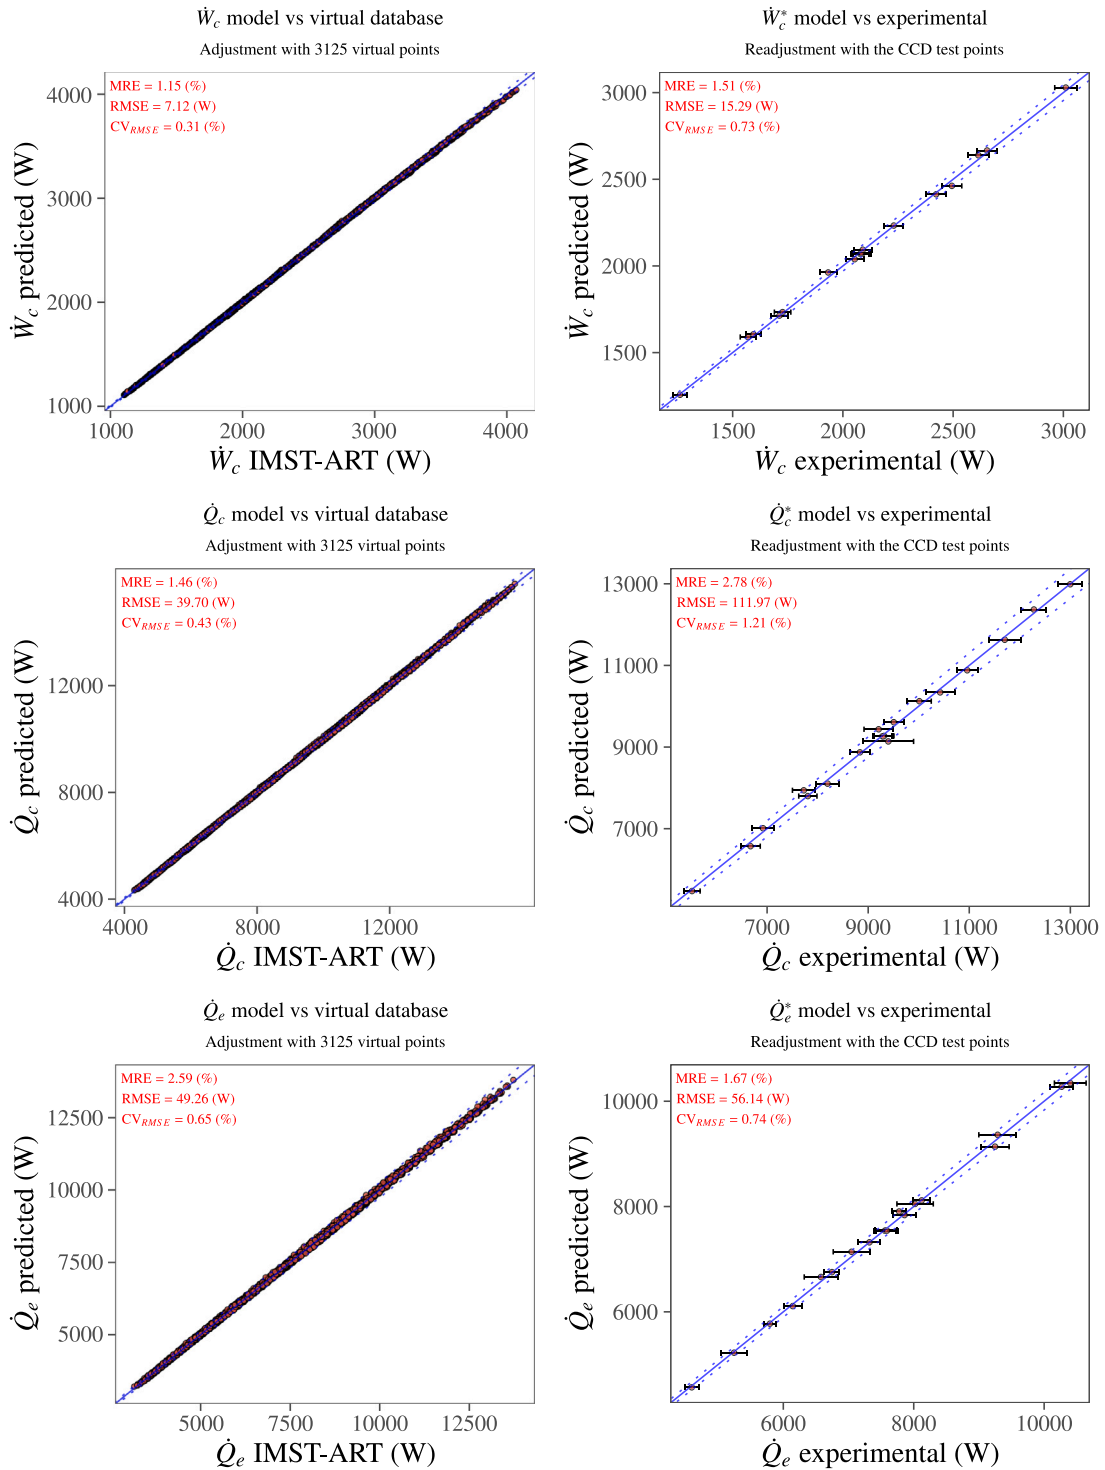 Ẇc model vs virtual database
Adjustment with 3125 virtual points
MRE = 1.15 (%)
RMSE = 7.12 (W)
CVRMSE = 0.31 (%)
Ẇc predicted (W)
4000
3000
2000
1000
1000 2000 3000 4000
Ẇc IMST-ART (W)
Ẇc* model vs experimental
Readjustment with the CCD test points
MRE = 1.51 (%)
RMSE = 15.29 (W)
CVRMSE = 0.73 (%)
Ẇc predicted (W)
3000
2500
2000
1500
1500 2000 2500 3000
Ẇc experimental (W)
Q̇c model vs virtual database
Adjustment with 3125 virtual points
MRE = 1.46 (%)
RMSE = 39.70 (W)
CVRMSE = 0.43 (%)
Q̇c predicted (W)
12000
8000
4000
4000 8000 12000
Q̇c IMST-ART (W)
Q̇c* model vs experimental
Readjustment with the CCD test points
MRE = 2.78 (%)
RMSE = 111.97 (W)
CVRMSE = 1.21 (%)
Q̇c predicted (W)
13000
11000
9000
7000
7000 9000 11000 13000
Q̇c experimental (W)
Q̇e model vs virtual database
Adjustment with 3125 virtual points
MRE = 2.59 (%)
RMSE = 49.26 (W)
CVRMSE = 0.65 (%)
Q̇e predicted (W)
12500
10000
7500
5000
5000 7500 10000 12500
Q̇e IMST-ART (W)
Q̇e* model vs experimental
Readjustment with the CCD test points
MRE = 1.67 (%)
RMSE = 56.14 (W)
CVRMSE = 0.74 (%)
Q̇e predicted (W)
10000
8000
6000
6000 8000 10000
Q̇e experimental (W)